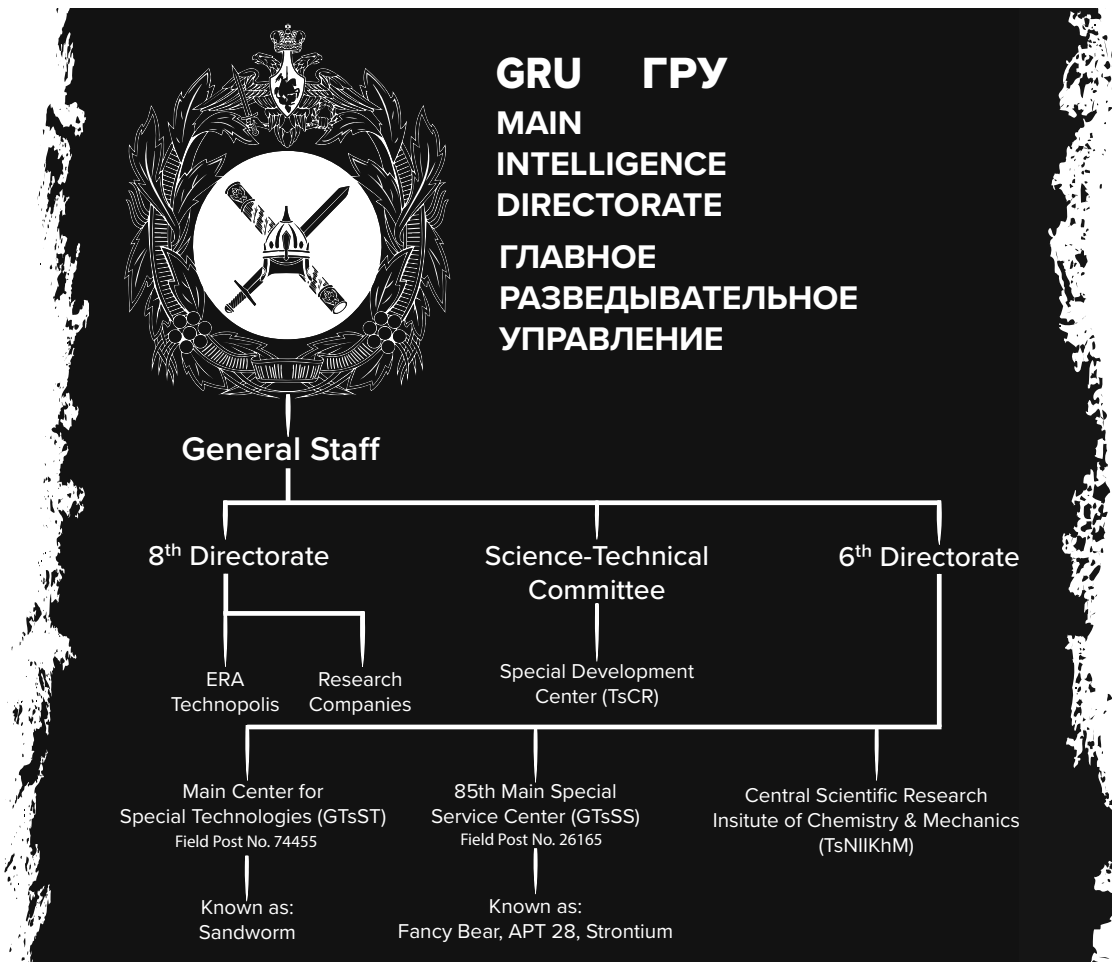 GRU ГРУ
MAIN
INTELLIGENCE
DIRECTORATE
ГЛАВНОЕ
РАЗВЕДЫВАТЕЛЬНОЕ
УПРАВЛЕНИЕ
General Staff
8th Directorate
Science-Technical
Committee
6th Directorate
ERA
Technopolis
Research
Companies
Special Development
Center (TsCR)
Main Center for
Special Technologies (GTsST)
Field Post No. 74455
85th Main Special
Service Center (GTsSS)
Field Post No. 26165
Central Scientific Research
Insitute of Chemistry & Mechanics
(TsNIIKhM)
Known as:
Sandworm
Known as:
Fancy Bear, APT 28, Strontium